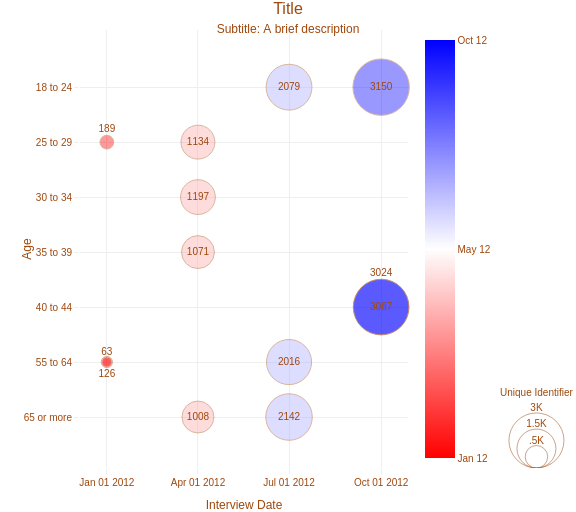 Title
Subtitle: A brief description
Oct 12
18 to 24
2079
3150
189
25 to 29
1134
30 to 34
1197
Age
35 to 39
1071
May 12
3024
40 to 44
63
55 to 64
2016
126
Unique Identifier
3K
1.5K
.5K
65 or more
1008
2142
Jan 12
Jan 01 2012
Apr 01 2012
Jul 01 2012
Oct 01 2012
Interview Date